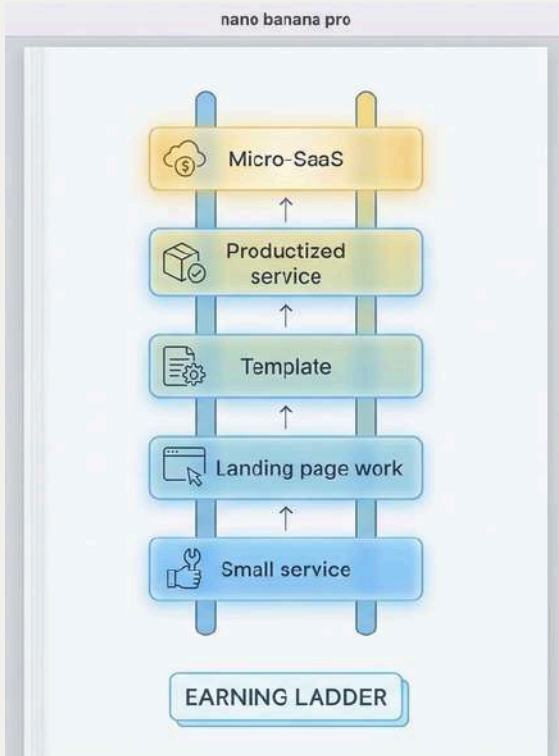 nano banana pro
Micro-SaaS
Productized
service
Template
Landing page work
Small service
EARNING LADDER